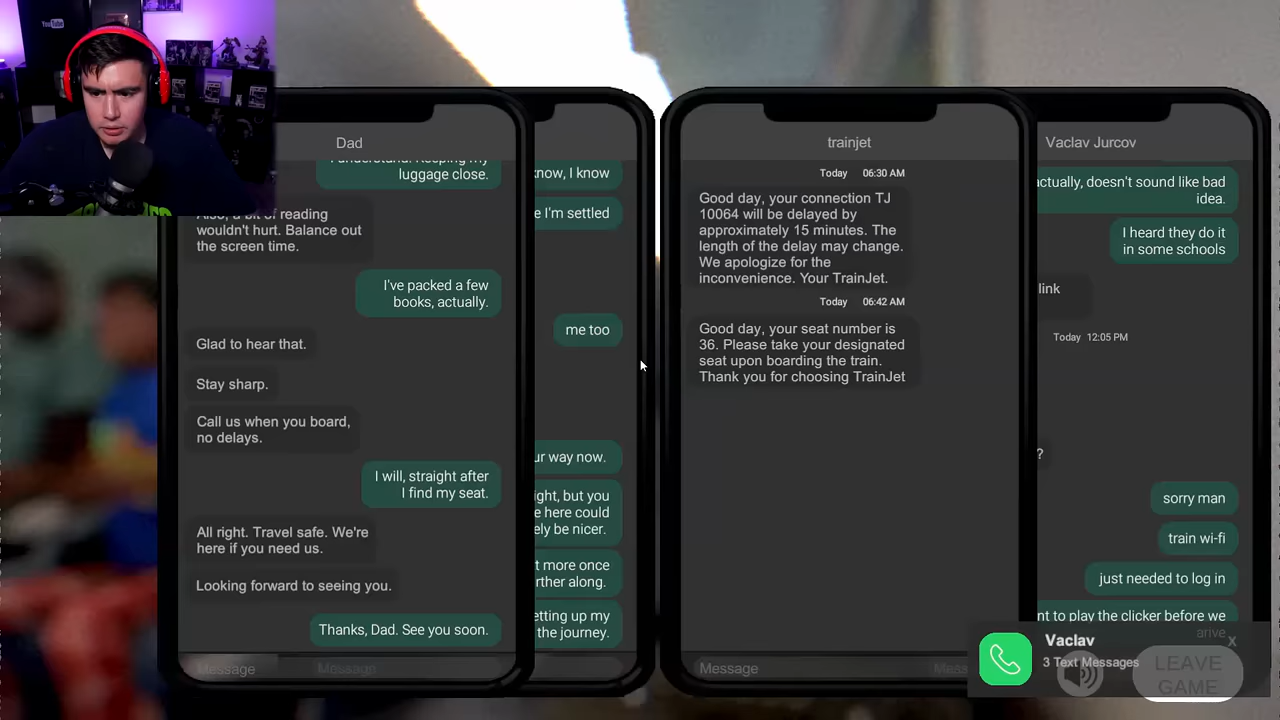 YouTube
Dad
I understand. Keeping my
luggage close.
Also, a bit of reading
wouldn't hurt. Balance out
the screen time.
I've packed a few
books, actually.
Glad to hear that.
Stay sharp.
Call us when you board,
no delays.
I will, straight after
I find my seat.
All right. Travel safe. We're
here if you need us.
Looking forward to seeing you.
Thanks, Dad. See you soon.
Message
Message
know, I know
e I'm settled
me too
ur way now.
ight, but you
e here could
ely be nicer.
t more once
rther along.
etting up my
the journey.
trainjet
Today 06:30 AM
Good day, your connection TJ
10064 will be delayed by
approximately 15 minutes. The
length of the delay may change.
We apologize for the
inconvenience. Your TrainJet.
Today 06:42 AM
Good day, your seat number is
36. Please take your designated
seat upon boarding the train.
Thank you for choosing TrainJet
Message
Mess
Vaclav Jurcov
actually, doesn't sound like bad
idea.
I heard they do it
in some schools
link
Today 12:05 PM
?
sorry man
train wi-fi
just needed to log in
nt to play the clicker before we
arive
Vaclav
x
3 Text Messages
LEAVE
GAME